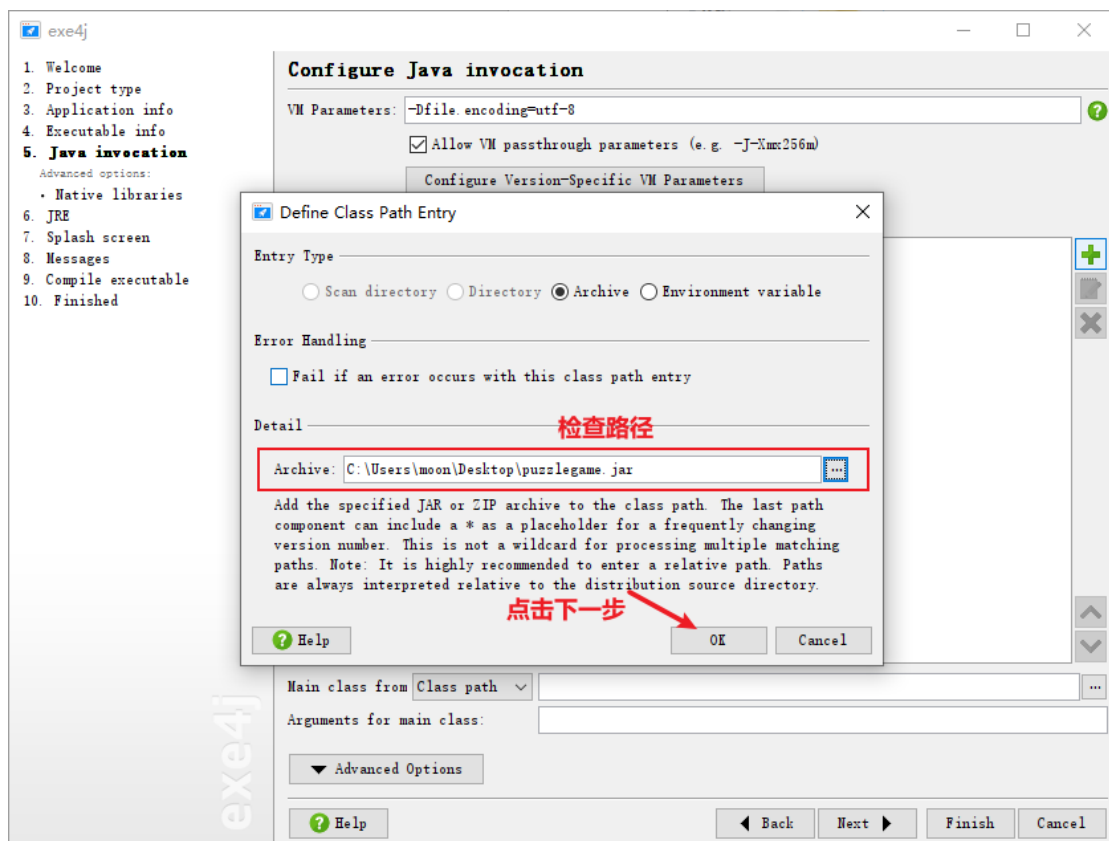 exe4j
1. Welcome
2. Project type
3. Application info
4. Executable info
5. Java invocation
Advanced options:
· Native libraries
6. JRE
7. Splash screen
8. Messages
9. Compile executable
10. Finished
exe4j
Configure Java invocation
VM Parameters: -Dfile.encoding=utf-8
Allow VM passthrough parameters (e.g. -J-Xmx256m)
Configure Version-Specific VM Parameters
Define Class Path Entry
Entry Type
Scan directory Directory Archive Environment variable
Error Handling
Fail if an error occurs with this class path entry
Detail
检查路径
Archive: C:\Users\moon\Desktop\puzzlegame.jar ...
Add the specified JAR or ZIP archive to the class path. The last path
component can include a * as a placeholder for a frequently changing
version number. This is not a wildcard for processing multiple matching
paths. Note: It is highly recommended to enter a relative path. Paths
are always interpreted relative to the distribution source directory.
点击下一步
Help OK Cancel
Main class from Class path ...
Arguments for main class:
Advanced Options
Help Back Next Finish Cancel